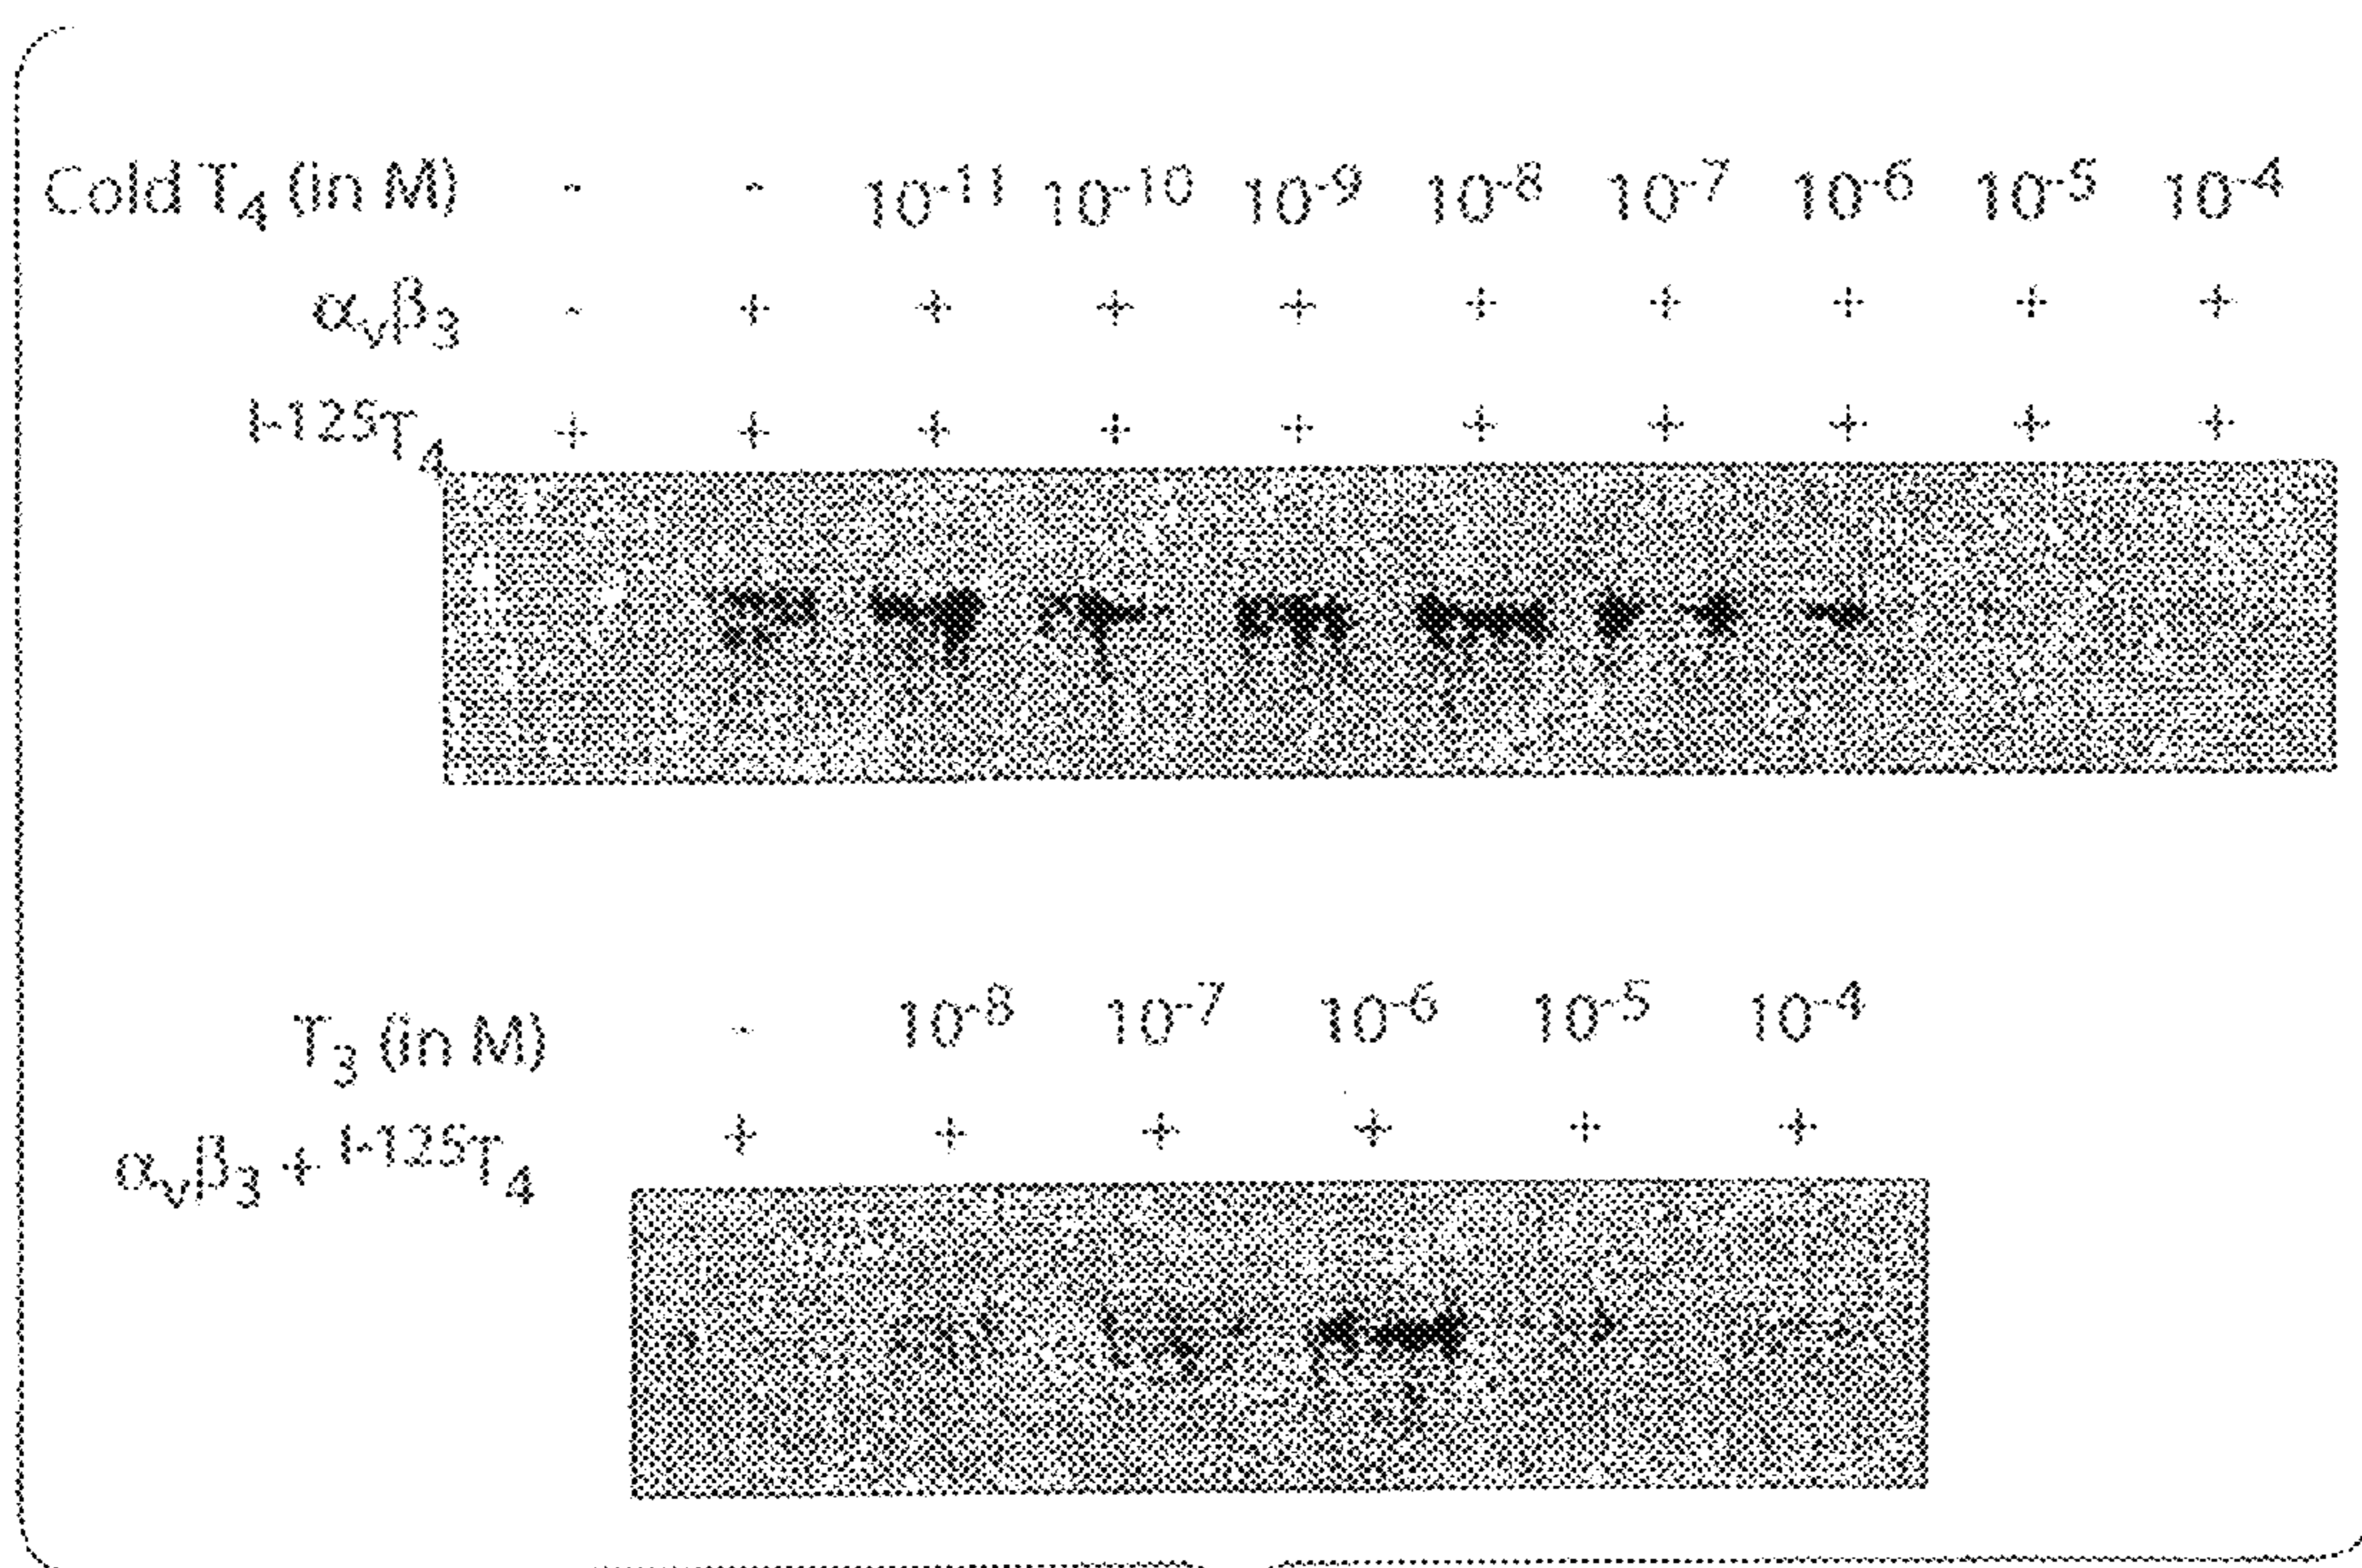 Cold T₄ (in M) - - 10⁻¹¹ 10⁻¹⁰ 10⁻⁹ 10⁻⁸ 10⁻⁷ 10⁻⁶ 10⁻⁵ 10⁻⁴
αᵥβ₃ - + + + + + + + + +
I-125T₄ + + + + + + + + + +
T₃ (in M) - 10⁻⁸ 10⁻⁷ 10⁻⁶ 10⁻⁵ 10⁻⁴
αᵥβ₃ + I-125T₄ + + + + + +